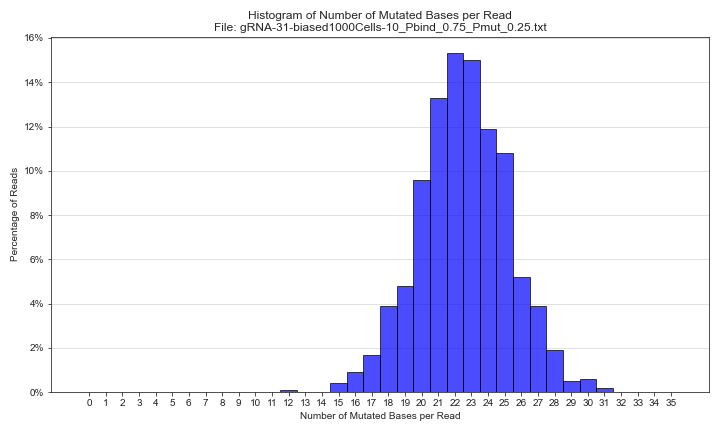 Histogram of Number of Mutated Bases per Read
File: gRNA-31-biased1000Cells-10_Pbind_0.75_Pmut_0.25.txt
16%
14%
12%
10%
8%
6%
4%
2%
0%
Percentage of Reads
0 1 2 3 4 5 6 7 8 9 10 11 12 13 14 15 16 17 18 19 20 21 22 23 24 25 26 27 28 29 30 31 32 33 34 35
Number of Mutated Bases per Read